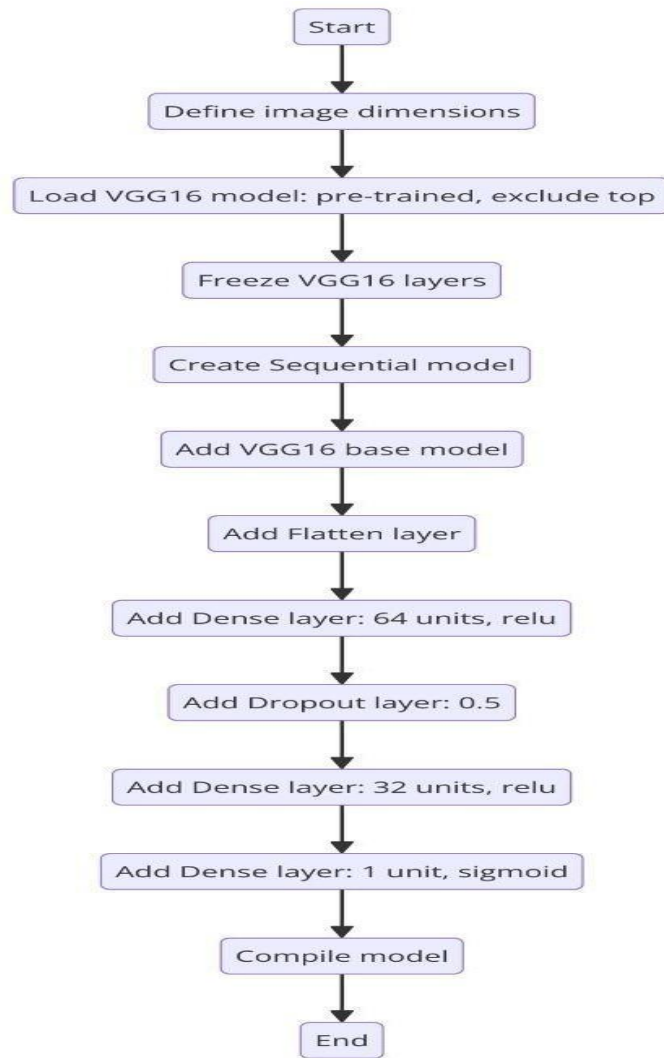 Start
Define image dimensions
Load VGG16 model: pre-trained, exclude top
Freeze VGG16 layers
Create Sequential model
Add VGG16 base model
Add Flatten layer
Add Dense layer: 64 units, relu
Add Dropout layer: 0.5
Add Dense layer: 32 units, relu
Add Dense layer: 1 unit, sigmoid
Compile model
End